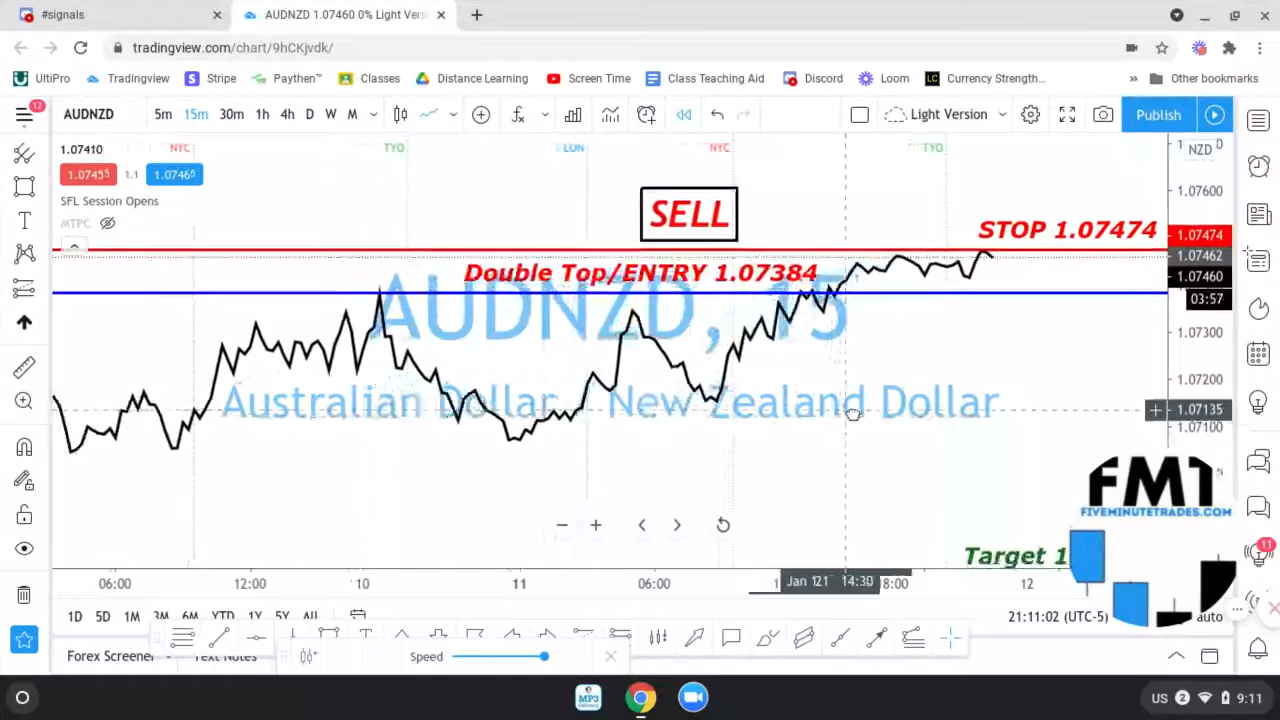 #signals
AUDNZD 1.07460 0% Light Vers
tradingview.com/chart/9hCKjvdk/
UltiPro Tradingview Stripe Paythen™ Classes Distance Learning Screen Time Class Teaching Aid Discord Loom Currency Strength... » Other bookmarks
12
AUDNZD 5m 15m 30m 1h 4h D W M Light Version Publish
1.07410 NYC TYO LON NYC TYO NZD
1.07455 1.1 1.07465
SFL Session Opens
MTPC
1.07600
SELL
STOP 1.07474
1.07474
1.07462
Double Top/ENTRY 1.07384
1.07460
03:57
AUDNZD, 15
1.07300
1.07200
Australian Dollar / New Zealand Dollar
1.07135
1.07100
FMT
FIVEMINUTETRADES.COM
Target 1
11
06:00 12:00 10 11 06:00 Jan '21 14:30 8:00 12
1D 5D 1M 3M 6M YTD 1Y 5Y All 21:11:02 (UTC-5) auto
Forex Screener Text Notes Speed
MP3
US 2 9:11